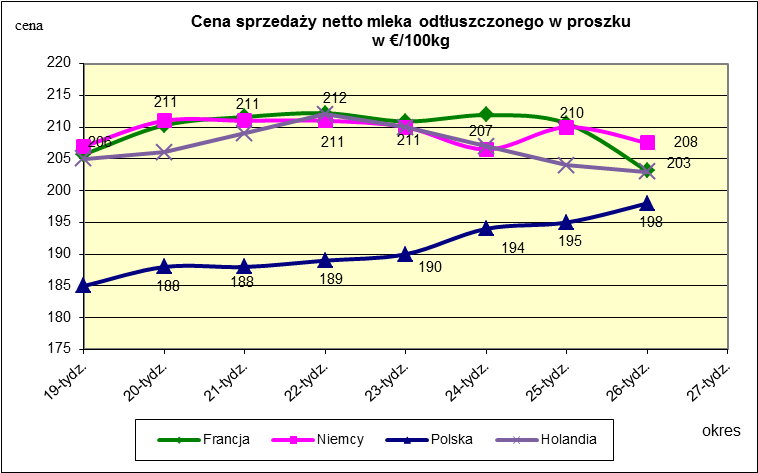 cena
Cena sprzedaży netto mleka odtłuszczonego w proszku
w €/100kg
220
215
210
205
200
195
190
185
180
175
206
211
211
212
211
211
207
210
208
203
188
188
189
190
194
195
198
19-tydz.
20-tydz.
21-tydz.
22-tydz.
23-tydz.
24-tydz.
25-tydz.
26-tydz.
27-tydz.
okres
Francja
Niemcy
Polska
Holandia